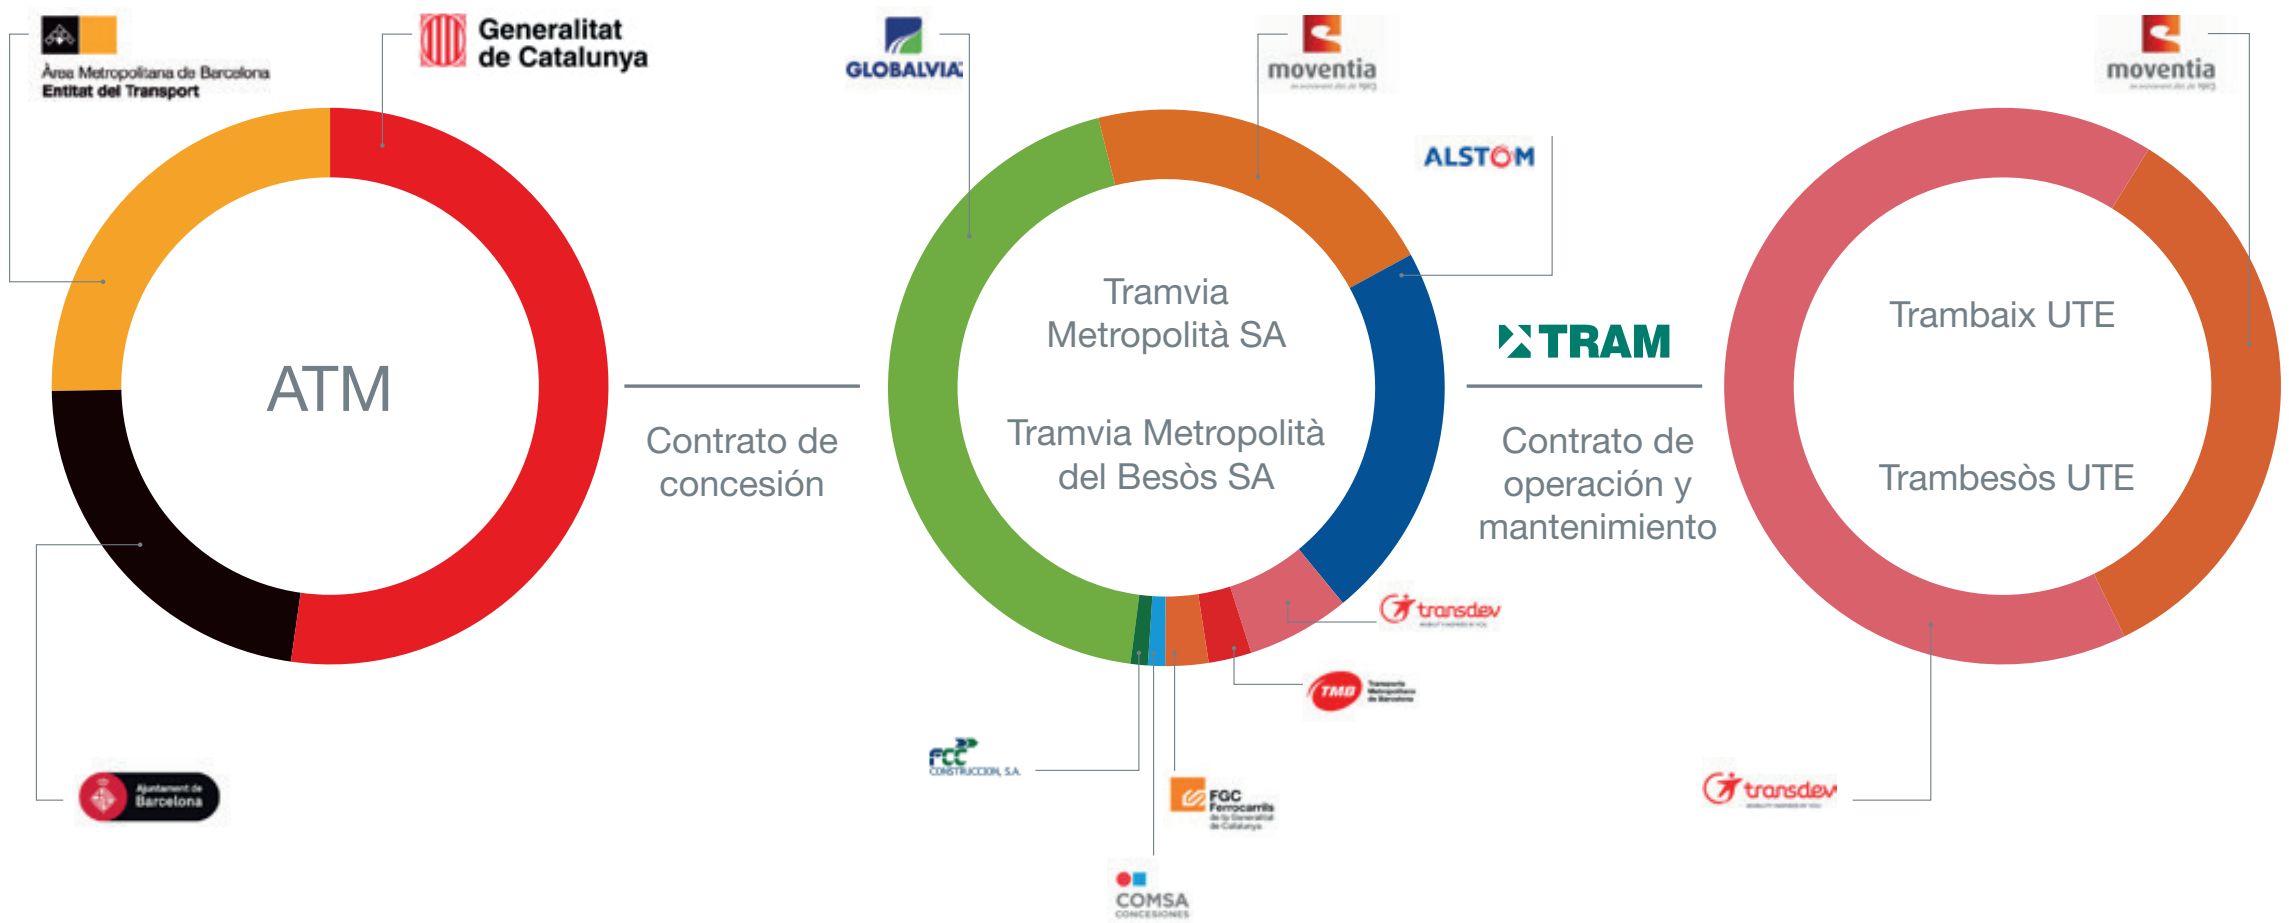 Àrea Metropolitana de Barcelona
Entitat del Transport
Generalitat
de Catalunya
GLOBALVIA
moventia
ALSTOM
moventia
ATM
Contrato de
concesión
Tramvia
Metropolità SA
Tramvia Metropolità
del Besòs SA
TRAM
Contrato de
operación y
mantenimiento
Trambaix UTE
Trambesòs UTE
transdev
TMB
Transports
Metropolitans
de Barcelona
FCC
CONSTRUCCION, S.A.
FGC
Ferrocarrils
de la Generalitat
de Catalunya
COMSA
CONCESIONES
Ajuntament de
Barcelona
transdev